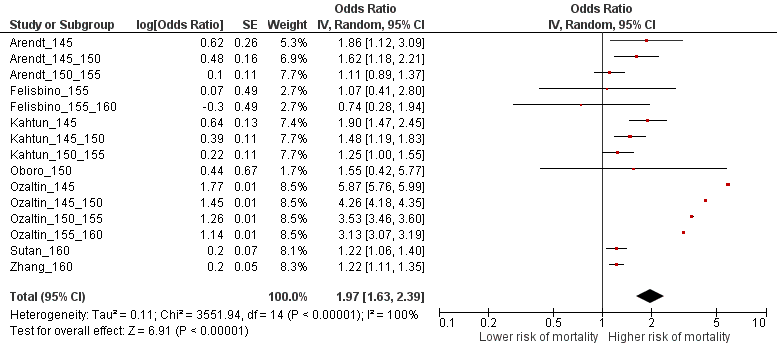 Odds Ratio Odds Ratio
Study or Subgroup log[Odds Ratio] SE Weight IV, Random, 95% CI IV, Random, 95% CI
Arendt_145 0.62 0.26 5.3% 1.86 [1.12, 3.09]
Arendt_145_150 0.48 0.16 7.2% 1.62 [1.18, 2.21]
Arendt_150_155 0.1 0.11 7.7% 1.11 [0.89, 1.37]
Felisbino_155 0.07 0.49 2.8% 1.07 [0.41, 2.80]
Felisbino_155_160 -0.3 0.49 2.8% 0.74 [0.28, 1.94]
Kahtun_145 0.64 0.13 7.5% 1.90 [1.47, 2.45]
Kahtun_145_150 0.39 0.11 7.7% 1.48 [1.19, 1.83]
Kahtun_150_155 0.22 0.11 7.7% 1.25 [1.00, 1.55]
Oboro_150 0.44 0.67 1.8% 1.55 [0.42, 5.77]
Ozaltin_145 1.77 0.01 8.5% 5.87 [5.76, 5.99]
Ozaltin_145_150 1.45 0.01 8.5% 4.26 [4.18, 4.35]
Ozaltin_150_155 1.26 0.01 8.5% 3.53 [3.46, 3.60]
Ozaltin_155_160 1.14 0.01 8.5% 3.13 [3.07, 3.19]
Sutan_160 0.2 0.07 8.1% 1.22 [1.06, 1.40]
Zhang_160 0.2 0.05 8.3% 1.22 [1.11, 1.35]
Total (95% CI) 100.0% 1.97 [1.63, 2.39]
Heterogeneity: Tau² = 0.11; Chi² = 3551.94, df = 14 (P < 0.00001); I² = 100%
Test for overall effect: Z = 6.91 (P < 0.00001)
0.1 0.2 0.5 1 2 5 10
Lower risk of mortality Higher risk of mortality